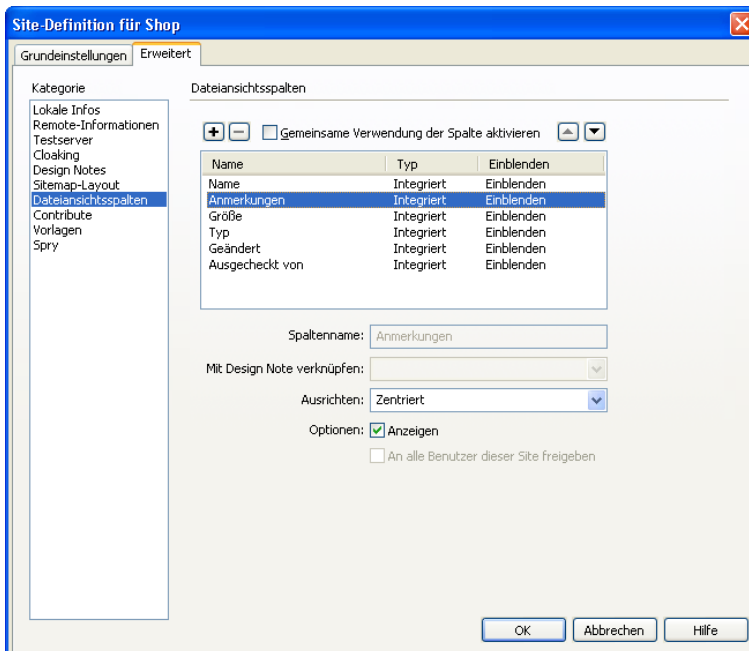 Site-Definition für Shop
Grundeinstellungen Erweitert
Kategorie
Dateiansichtsspalten
Lokale Infos
Remote-Informationen
Testserver
Cloaking
Design Notes
Sitemap-Layout
Dateiansichtsspalten
Contribute
Vorlagen
Spry
Gemeinsame Verwendung der Spalte aktivieren
Name Typ Einblenden
Name Integriert Einblenden
Anmerkungen Integriert Einblenden
Größe Integriert Einblenden
Typ Integriert Einblenden
Geändert Integriert Einblenden
Ausgecheckt von Integriert Einblenden
Spaltenname: Anmerkungen
Mit Design Note verknüpfen:
Ausrichten: Zentriert
Optionen: Anzeigen
An alle Benutzer dieser Site freigeben
OK Abbrechen Hilfe